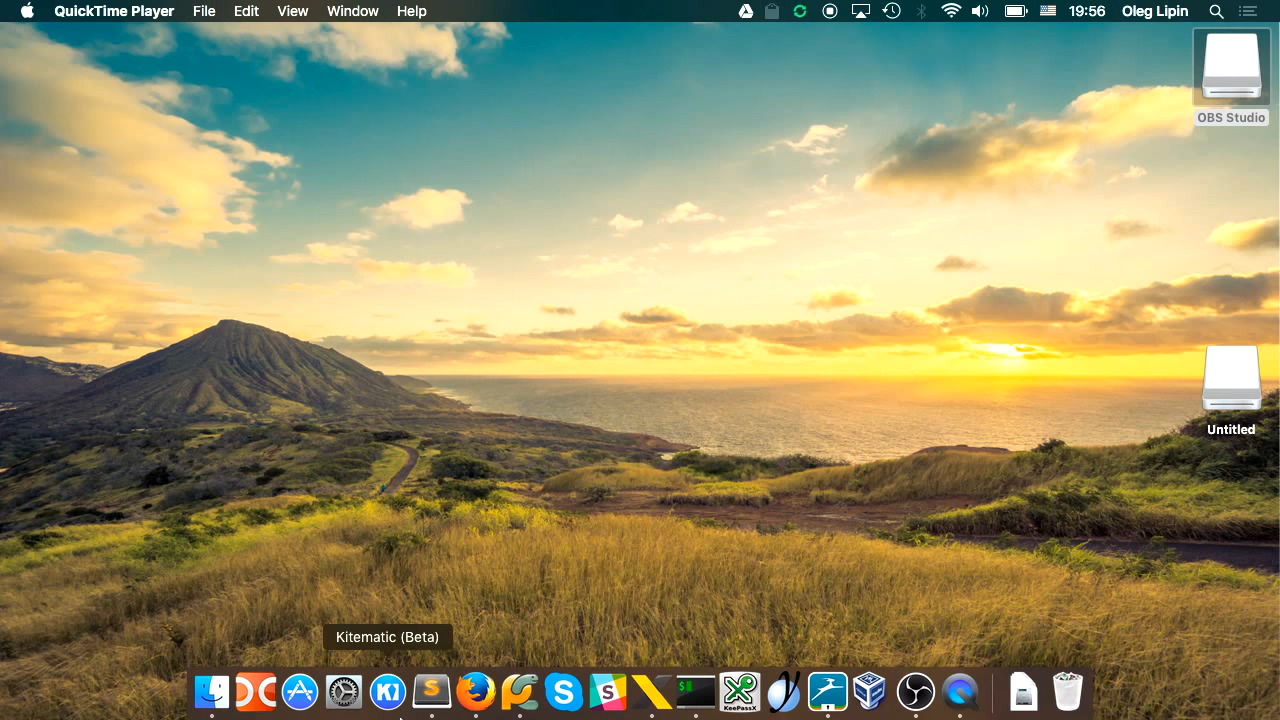 QuickTime Player File Edit View Window Help 19:56 Oleg Lipin
OBS Studio
Untitled
Kitematic (Beta)
S
S
$
KeePassX